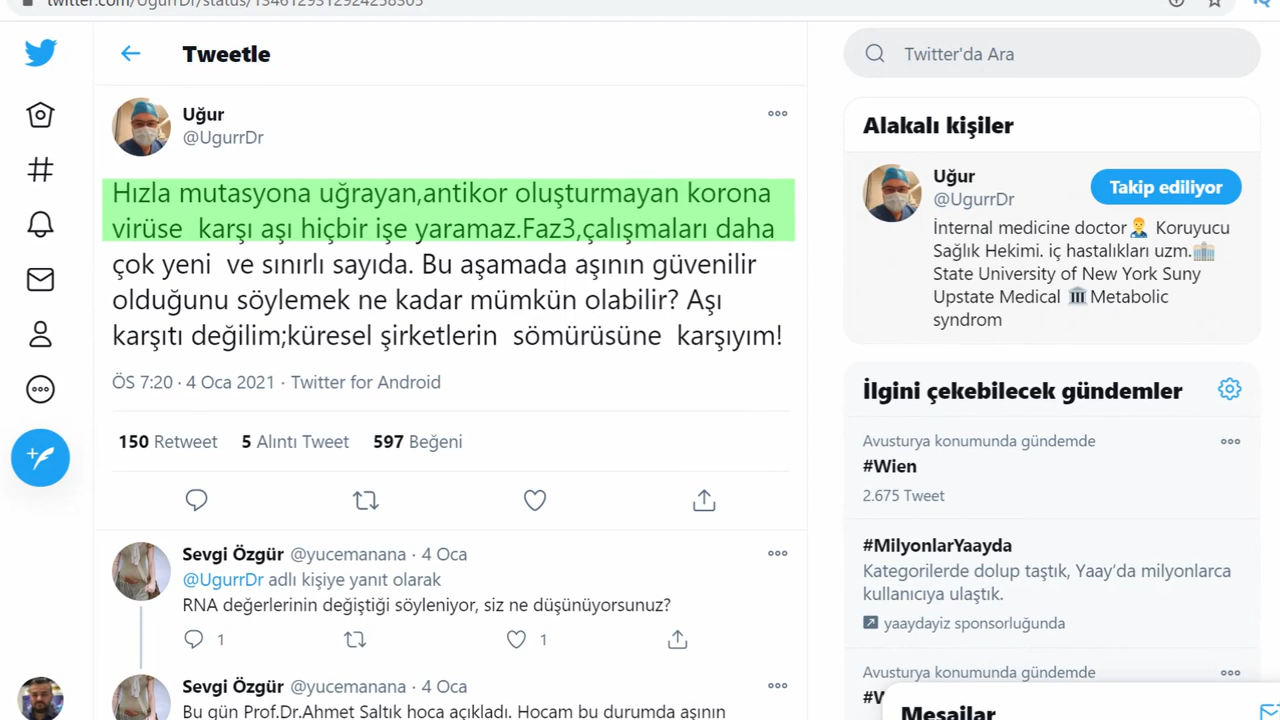 twitter.com/UgurrDr/status/1346129312924258305
Tweetle
Twitter'da Ara
Uğur
@UgurrDr
Hızla mutasyona uğrayan,antikor oluşturmayan korona
virüse karşı aşı hiçbir işe yaramaz.Faz3,çalışmaları daha
çok yeni ve sınırlı sayıda. Bu aşamada aşının güvenilir
olduğunu söylemek ne kadar mümkün olabilir? Aşı
karşıtı değilim;küresel şirketlerin sömürüsüne karşıyım!
ÖS 7:20 · 4 Oca 2021 · Twitter for Android
150 Retweet 5 Alıntı Tweet 597 Beğeni
Sevgi Özgür @yucemanana · 4 Oca
@UgurrDr adlı kişiye yanıt olarak
RNA değerlerinin değiştiği söyleniyor, siz ne düşünüyorsunuz?
1 1
Sevgi Özgür @yucemanana · 4 Oca
Bu gün Prof.Dr.Ahmet Saltık hoca açıkladı. Hocam bu durumda aşının
Alakalı kişiler
Uğur
@UgurrDr
Takip ediliyor
İnternal medicine doctor Koruyucu
Sağlık Hekimi. iç hastalıkları uzm.
State University of New York Suny
Upstate Medical Metabolic
syndrom
İlgini çekebilecek gündemler
Avusturya konumunda gündemde
#Wien
2.675 Tweet
#MilyonlarYaayda
Kategorilerde dolup taştık, Yaay'da milyonlarca
kullanıcıya ulaştık.
yaaydayiz sponsorluğunda
Avusturya konumunda gündemde
Mesajlar